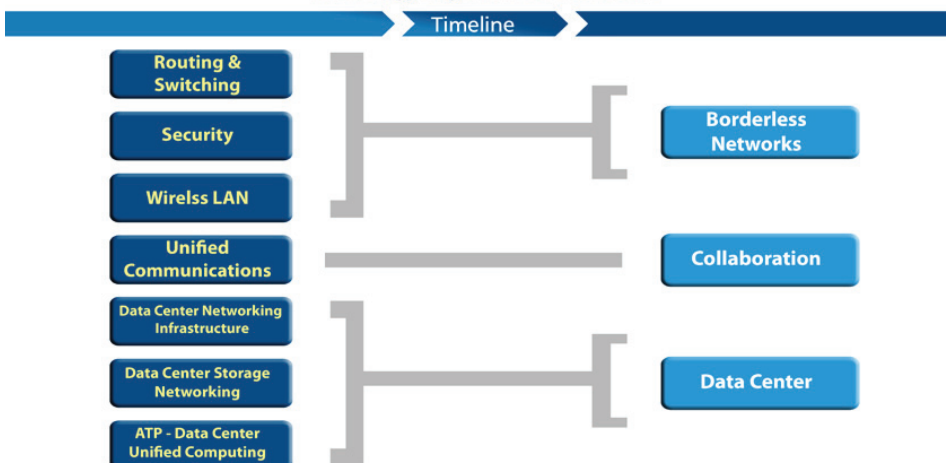 Timeline
Routing &
Switching
Security
Wirelss LAN
Unified
Communications
Data Center Networking
Infrastructure
Data Center Storage
Networking
ATP - Data Center
Unified Computing
Borderless
Networks
Collaboration
Data Center